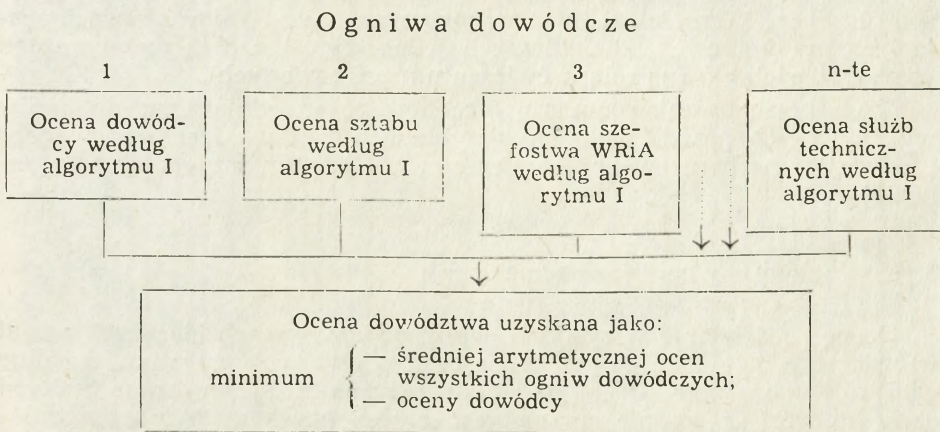 Ogniwa dowódcze
1
2
3
n-te
Ocena dowód-
cy według
algorytmu I
Ocena sztabu
według
algorytmu I
Ocena sze-
fostwa WRiA
według algo-
rytmu I
Ocena służb
technicz-
nych według
algorytmu I
Ocena dowództwa uzyskana jako:
minimum { — średniej arytmetycznej ocen
wszystkich ogniw dowódczych;
— oceny dowódcy